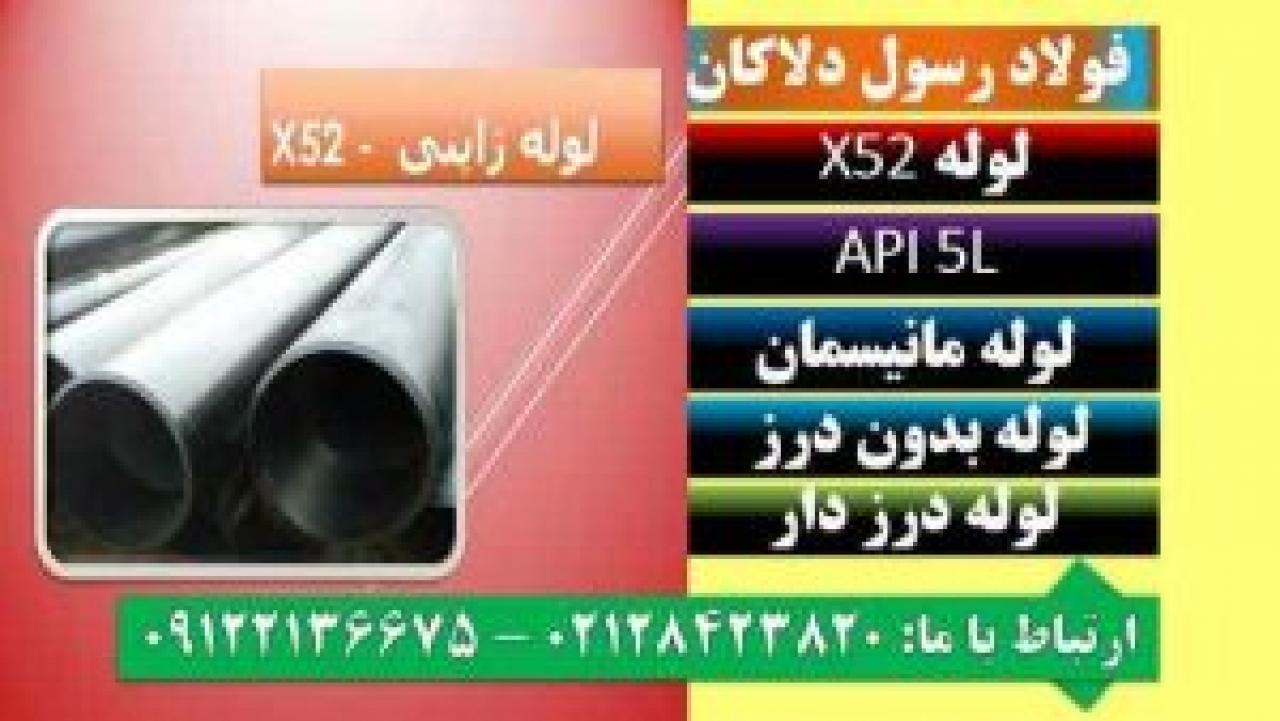 فولاد رسول دلاکان
لوله زاپنی - X52
لوله X52
API 5L
لوله مانیسمان
لوله بدون درز
لوله درز دار
ارتباط با ما: ۰۲۱۲۸۴۲۳۸۲۰ – ۰۹۱۲۲۱۳۶۶۷۵